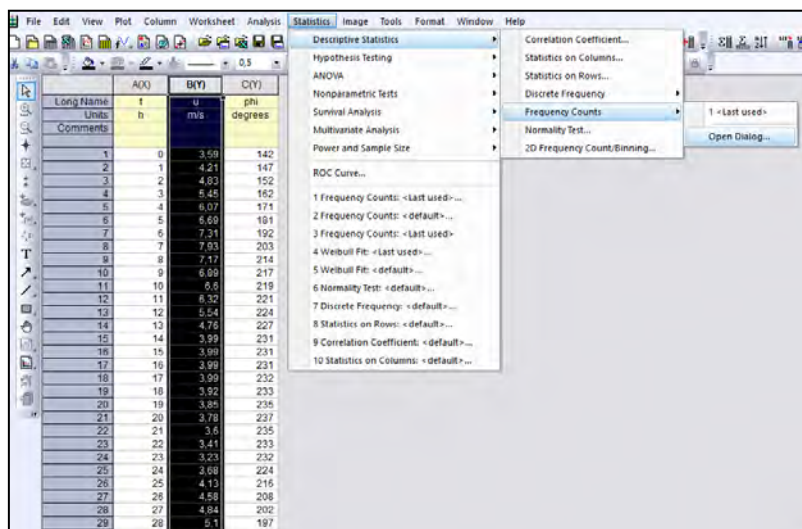 File Edit View Plot Column Worksheet Analysis Statistics Image Tools Format Window Help
0,5
Descriptive Statistics
Hypothesis Testing
ANOVA
Nonparametric Tests
Survival Analysis
Multivariate Analysis
Power and Sample Size
ROC Curve...
1 Frequency Counts: <Last used>...
2 Frequency Counts: <default>...
3 Frequency Counts: <Last used>
4 Weibull Fit: <Last used>...
5 Weibull Fit: <default>...
6 Normality Test: <default>...
7 Discrete Frequency: <default>...
8 Statistics on Rows: <default>...
9 Correlation Coefficient: <default>...
10 Statistics on Columns: <default>...
Correlation Coefficient...
Statistics on Columns...
Statistics on Rows...
Discrete Frequency
Frequency Counts
Normality Test...
2D Frequency Count/Binning...
1 <Last used>
Open Dialog...
A(X) B(Y) C(Y)
Long Name t u phi
Units h m/s degrees
Comments
1 0 3,59 142
2 1 4,21 147
3 2 4,83 152
4 3 5,45 162
5 4 6,07 171
6 5 6,69 181
7 6 7,31 192
8 7 7,93 203
9 8 7,17 214
10 9 6,89 217
11 10 6,6 219
12 11 6,32 221
13 12 5,54 224
14 13 4,76 227
15 14 3,99 231
16 15 3,99 231
17 16 3,99 231
18 17 3,99 232
19 18 3,92 233
20 19 3,85 235
21 20 3,78 237
22 21 3,6 235
23 22 3,41 233
24 23 3,23 232
25 24 3,68 224
26 25 4,13 216
27 26 4,58 208
28 27 4,84 202
29 28 5,1 197